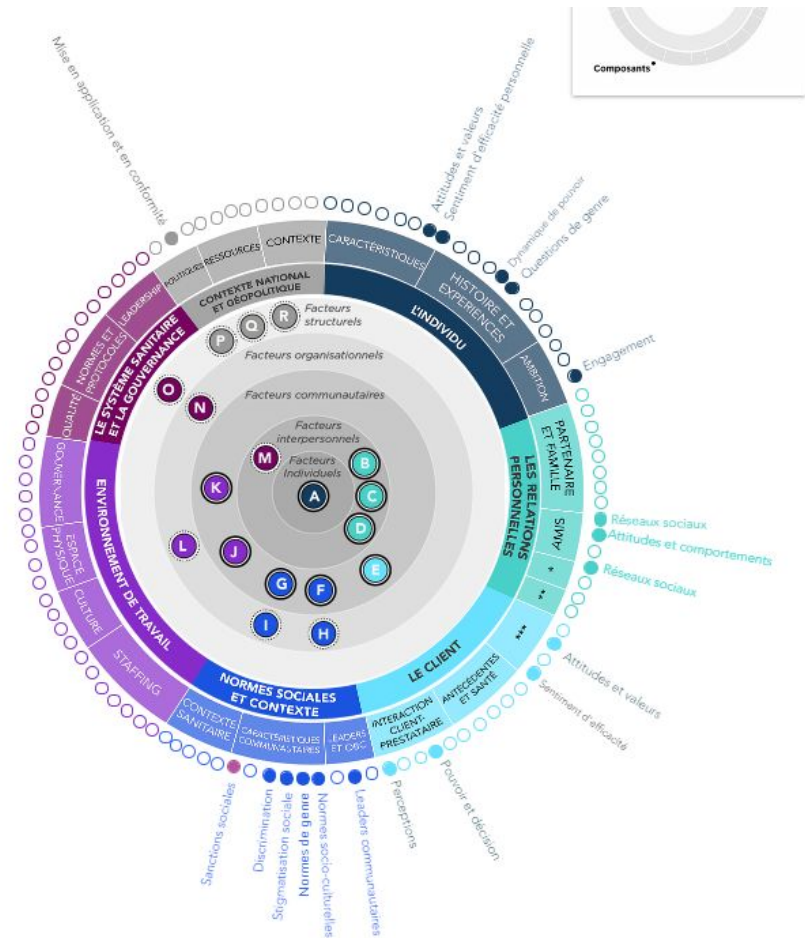 Composants
Mise en application et en conformité
Attitudes et valeurs
Sentiment d'efficacité personnelle
Dynamique de pouvoir
Questions de genre
Engagement
Réseaux sociaux
Attitudes et comportements
Réseaux sociaux
Attitudes et valeurs
Sentiment d'efficacité
Pouvoir et décision
Perceptions
Leaders communautaires
Normes socio-culturelles
Normes de genre
Stigmatisation sociale
Discrimination
Sanctions sociales
POLITIQUES
RESSOURCES
CONTEXTE
CARACTÉRISTIQUES
HISTOIRE ET
EXPÉRIENCES
AMBITION
PARTENAIRE
ET FAMILLE
AMIS
*
**
***
ANTÉCÉDENTES
ET SANTÉ
INTERACTION
CLIENT-
PRESTATAIRE
LEADERS
ET OBC
CARACTÉRISTIQUES
COMMUNAUTAIRES
CONTEXTE
SANITAIRE
STAFFING
CULTURE
ESPACE
PHYSIQUE
GOUVERNANCE
QUALITÉ
NORMES ET
PROTOCOLES
LEADERSHIP
CONTEXTE NATIONAL
ET GÉOPOLITIQUE
L'INDIVIDU
LES RELATIONS
PERSONNELLES
LE CLIENT
NORMES SOCIALES
ET CONTEXTE
ENVIRONNEMENT DE TRAVAIL
LE SYSTÈME SANITAIRE
ET LA GOUVERNANCE
Facteurs
structurels
Facteurs organisationnels
Facteurs communautaires
Facteurs
interpersonnels
Facteurs
Individuels
P
Q
R
O
N
M
B
K
A
C
D
L
J
E
G
F
I
H